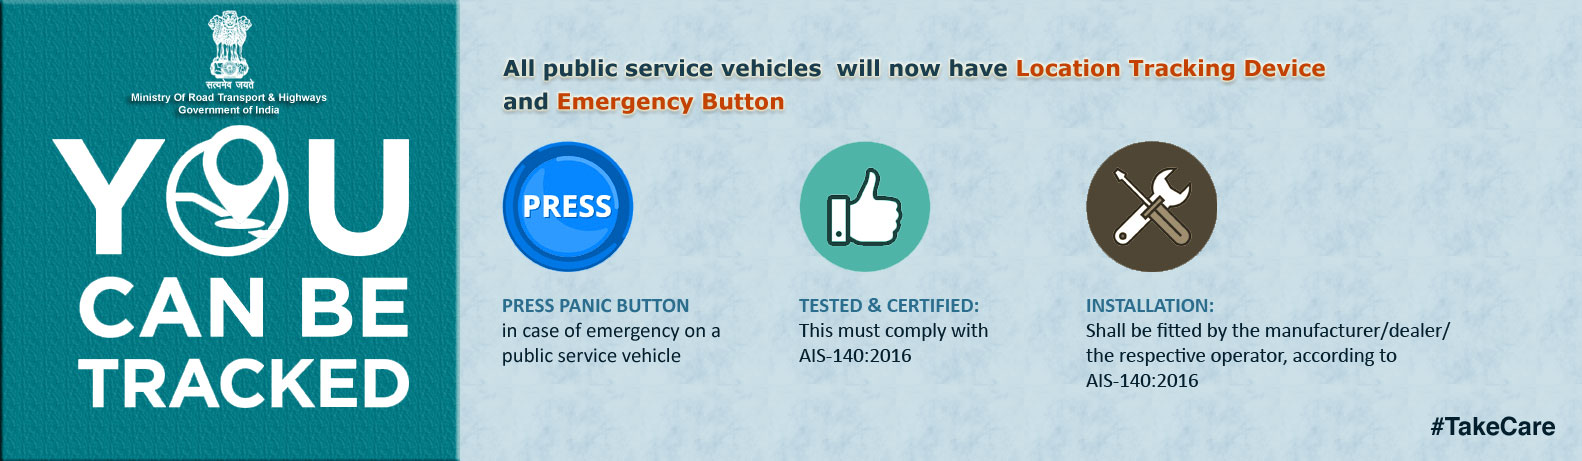 सत्यमेव जयते
Ministry Of Road Transport & Highways
Government of India
YOU
CAN BE
TRACKED
All public service vehicles will now have Location Tracking Device
and Emergency Button
PRESS
PRESS PANIC BUTTON
in case of emergency on a
public service vehicle
TESTED & CERTIFIED:
This must comply with
AIS-140:2016
INSTALLATION:
Shall be fitted by the manufacturer/dealer/
the respective operator, according to
AIS-140:2016
#TakeCare